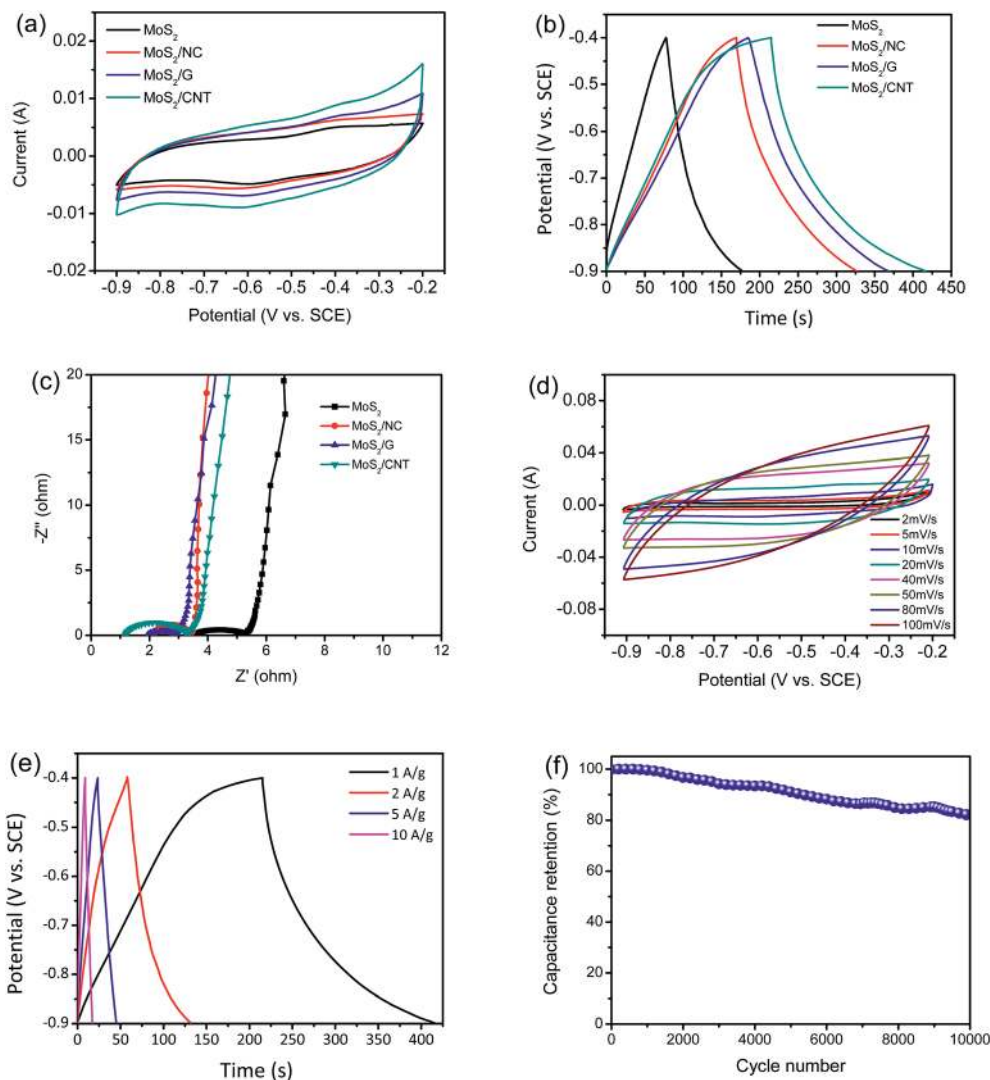 (a)
0.02
0.01
0.00
-0.01
-0.02
Current (A)
MoS2
MoS2/NC
MoS2/G
MoS2/CNT
-0.9 -0.8 -0.7 -0.6 -0.5 -0.4 -0.3 -0.2
Potential (V vs. SCE)
(b)
-0.4
-0.5
-0.6
-0.7
-0.8
-0.9
Potential (V vs. SCE)
MoS2
MoS2/NC
MoS2/G
MoS2/CNT
0 50 100 150 200 250 300 350 400 450
Time (s)
(c)
20
15
10
5
0
-Z" (ohm)
MoS2
MoS2/NC
MoS2/G
MoS2/CNT
0 2 4 6 8 10 12
Z' (ohm)
(d)
0.08
0.04
0.00
-0.04
-0.08
Current (A)
2mV/s
5mV/s
10mV/s
20mV/s
40mV/s
50mV/s
80mV/s
100mV/s
-0.9 -0.8 -0.7 -0.6 -0.5 -0.4 -0.3 -0.2
Potential (V vs. SCE)
(e)
-0.4
-0.5
-0.6
-0.7
-0.8
-0.9
Potential (V vs. SCE)
1 A/g
2 A/g
5 A/g
10 A/g
0 50 100 150 200 250 300 350 400
Time (s)
(f)
100
80
60
40
20
0
Capacitance retention (%)
0 2000 4000 6000 8000 10000
Cycle number